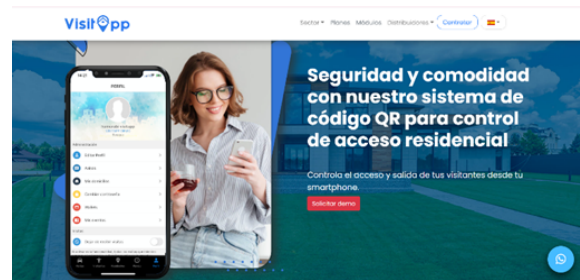 VisitApp
Sector Planes Módulos Distribuidores Contratar
Seguridad y comodidad
con nuestro sistema de
código QR para control
de acceso residencial
Controla el acceso y salida de tus visitantes desde tu
smartphone.
Solicitar demo